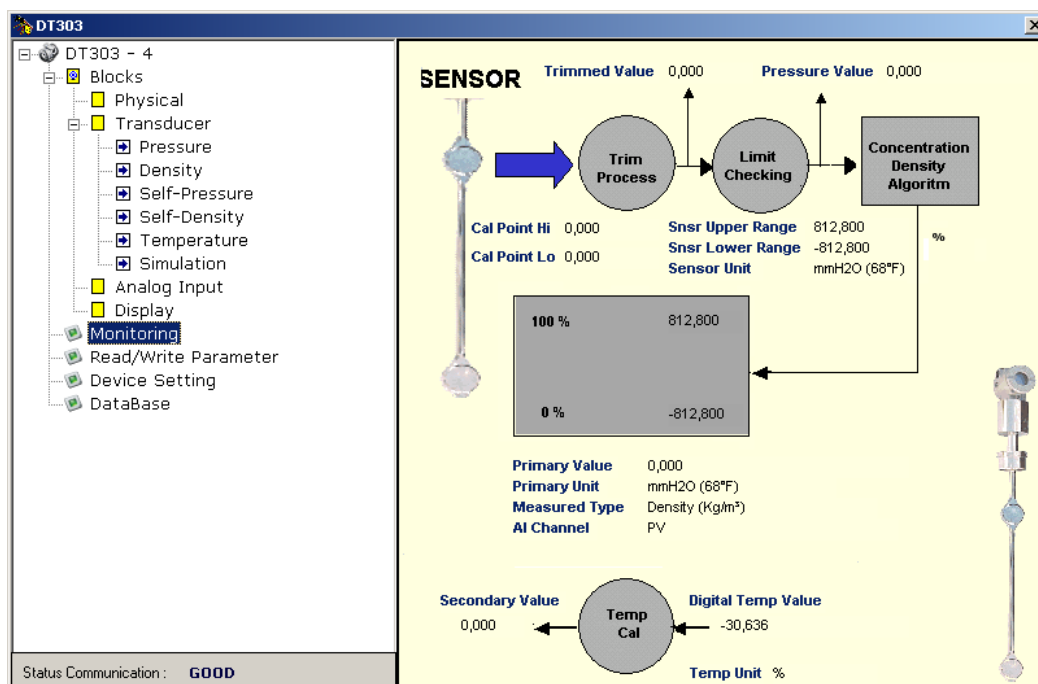 DT303
DT303 - 4
Blocks
Physical
Transducer
Pressure
Density
Self-Pressure
Self-Density
Temperature
Simulation
Analog Input
Display
Monitoring
Read/Write Parameter
Device Setting
DataBase
Status Communication : GOOD
SENSOR
Trimmed Value 0,000
Pressure Value 0,000
Trim
Process
Limit
Checking
Concentration
Density
Algoritm
Cal Point Hi 0,000
Cal Point Lo 0,000
Snsr Upper Range 812,800
Snsr Lower Range -812,800
Sensor Unit mmH2O (68°F)
%
100 % 812,800
0 % -812,800
Primary Value 0,000
Primary Unit mmH2O (68°F)
Measured Type Density (Kg/m³)
AI Channel PV
Secondary Value
0,000
Temp
Cal
Digital Temp Value
-30,636
Temp Unit %